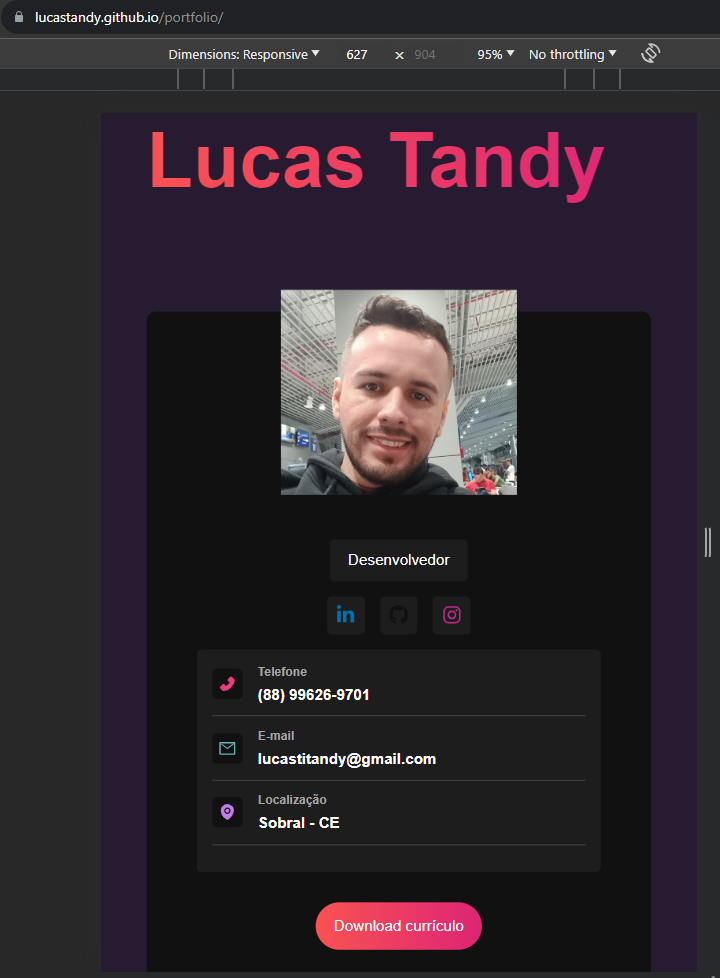 lucastandy.github.io/portfolio/
Dimensions: Responsive 627 x 904 95% No throttling
Lucas Tandy
Desenvolvedor
in
Telefone
(88) 99626-9701
E-mail
lucastitandy@gmail.com
Localização
Sobral - CE
Download currículo